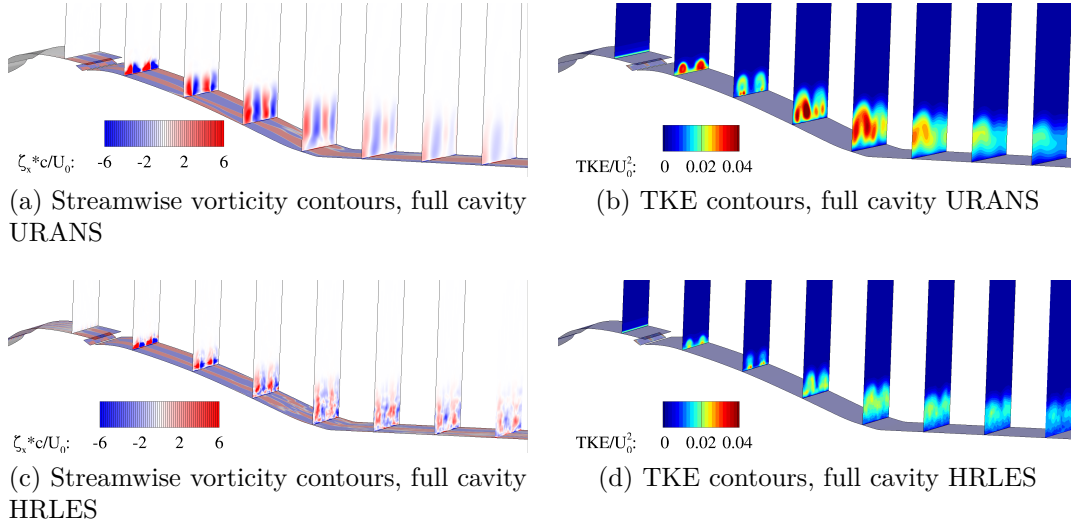 ζx*c/U0:
-6 -2 2 6
TKE/U0²:
0 0.02 0.04
(a) Streamwise vorticity contours, full cavity
URANS
(b) TKE contours, full cavity URANS
ζx*c/U0:
-6 -2 2 6
TKE/U0²:
0 0.02 0.04
(c) Streamwise vorticity contours, full cavity
HRLES
(d) TKE contours, full cavity HRLES